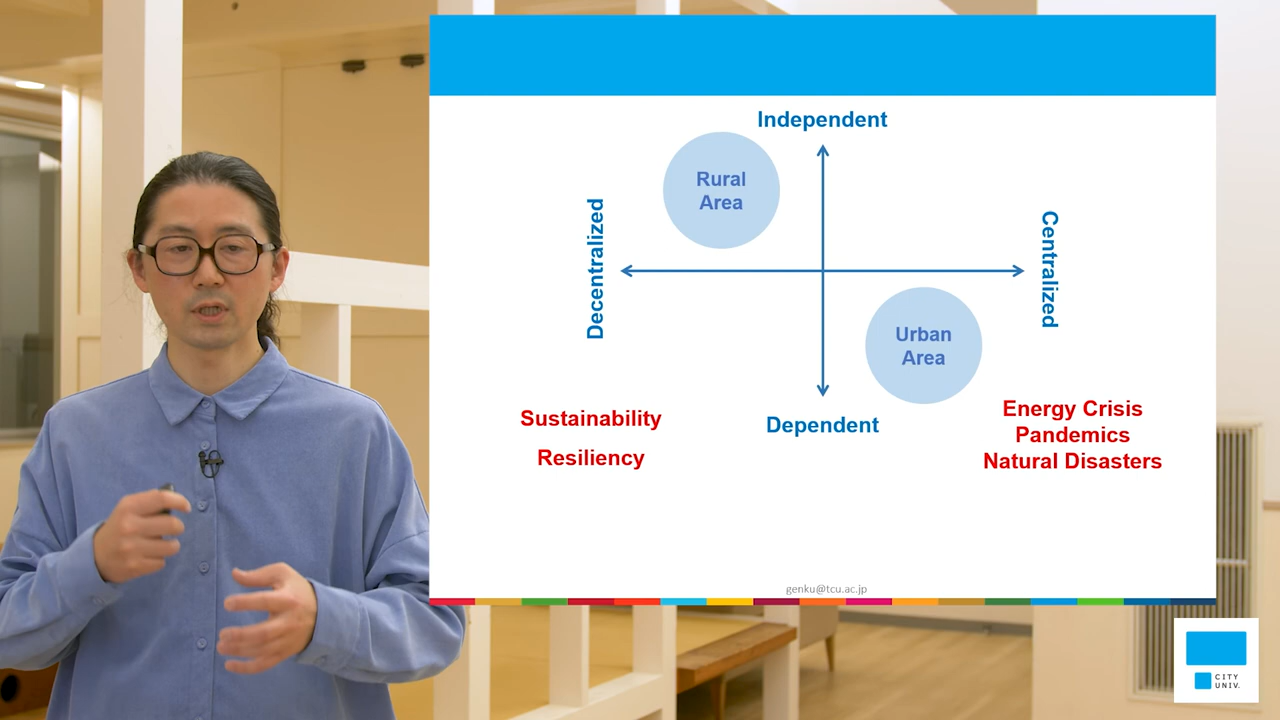 Independent
Rural
Area
Decentralized
Centralized
Urban
Area
Dependent
Sustainability
Resiliency
Energy Crisis
Pandemics
Natural Disasters
genku@tcu.ac.jp
CITY
UNIV.